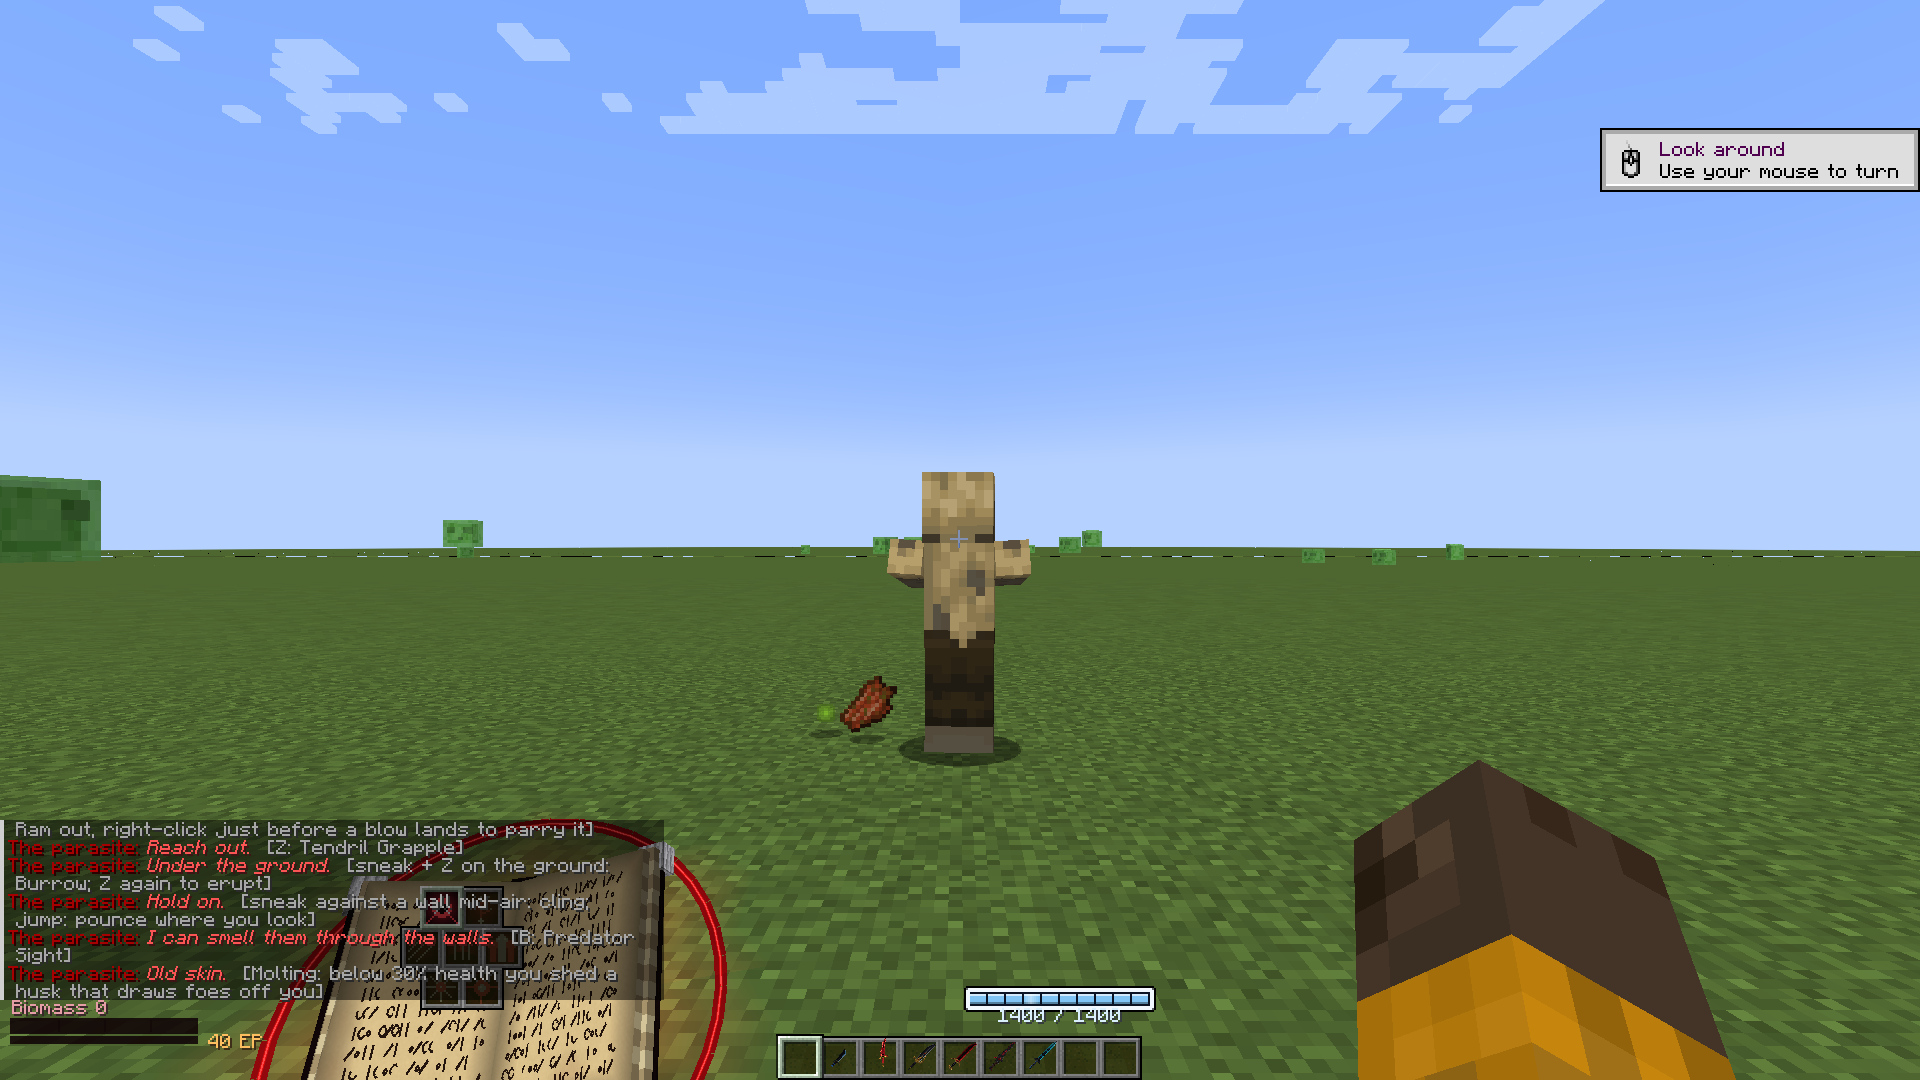 Look around
Use your mouse to turn
Ram out, right-click just before a blow lands to parry it]
The parasite: Reach out. [Z: Tendril Grapple]
The parasite: Under the ground. [sneak + Z on the ground:
Burrow; Z again to erupt]
The parasite: Hold on. [sneak against a wall mid-air: cling;
jump: pounce where you look]
The parasite: I can smell them through the walls. [B: Predator
Sight]
The parasite: Old skin. [Molting: below 30% health you shed a
husk that draws foes off you]
Biomass 0
40 EP
1400 / 1400